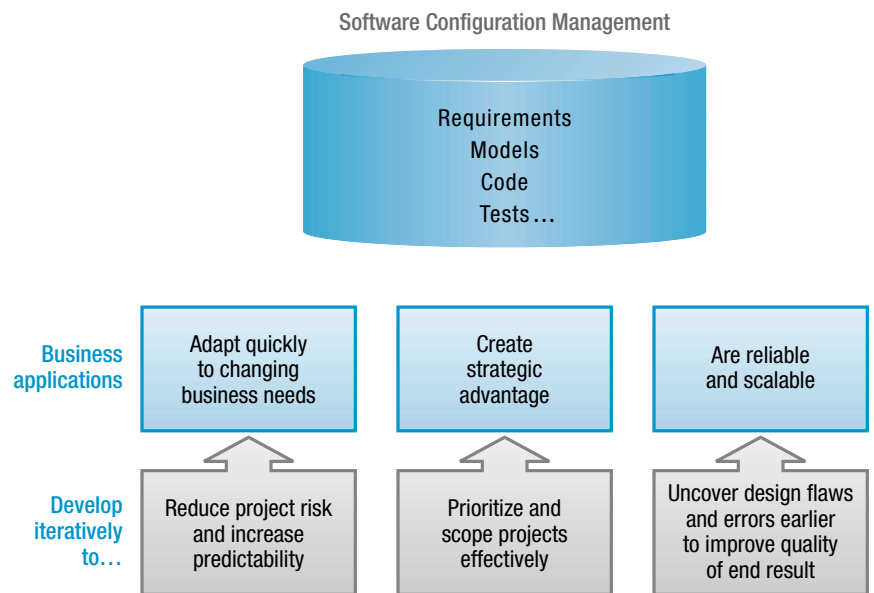 Software Configuration Management
Requirements
Models
Code
Tests…
Business
applications
Adapt quickly
to changing
business needs
Create
strategic
advantage
Are reliable
and scalable
Develop
iteratively
to…
Reduce project risk
and increase
predictability
Prioritize and
scope projects
effectively
Uncover design flaws
and errors earlier
to improve quality
of end result